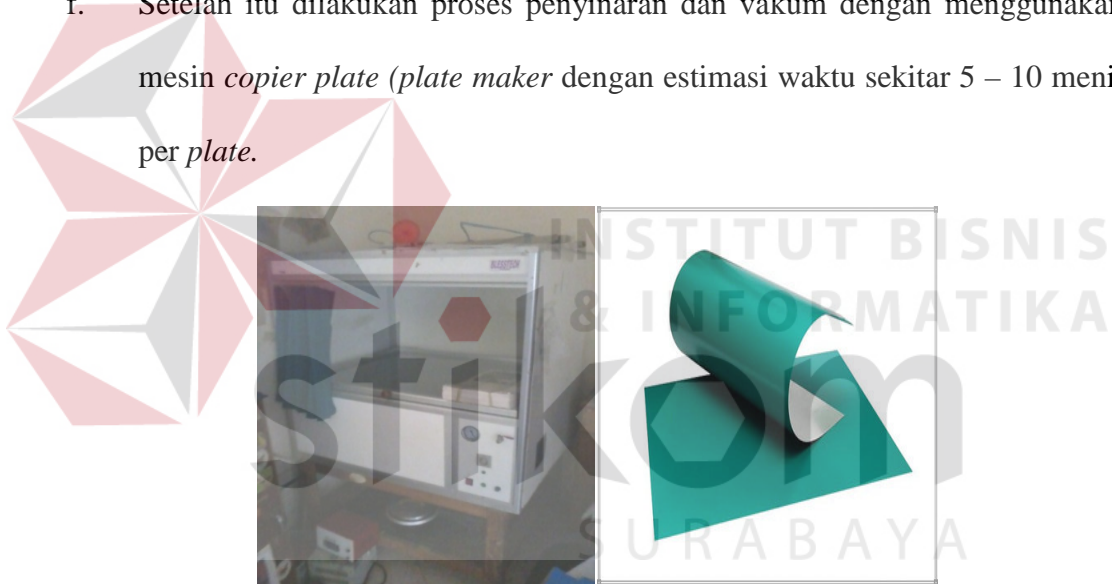 f. Setelah itu dilakukan proses penyinaran dan vakum dengan menggunakan
mesin copier plate (plate maker dengan estimasi waktu sekitar 5 – 10 meni
per plate.
INSTITUT BISNIS
& INFORMATIKA
stikom
SURABAYA